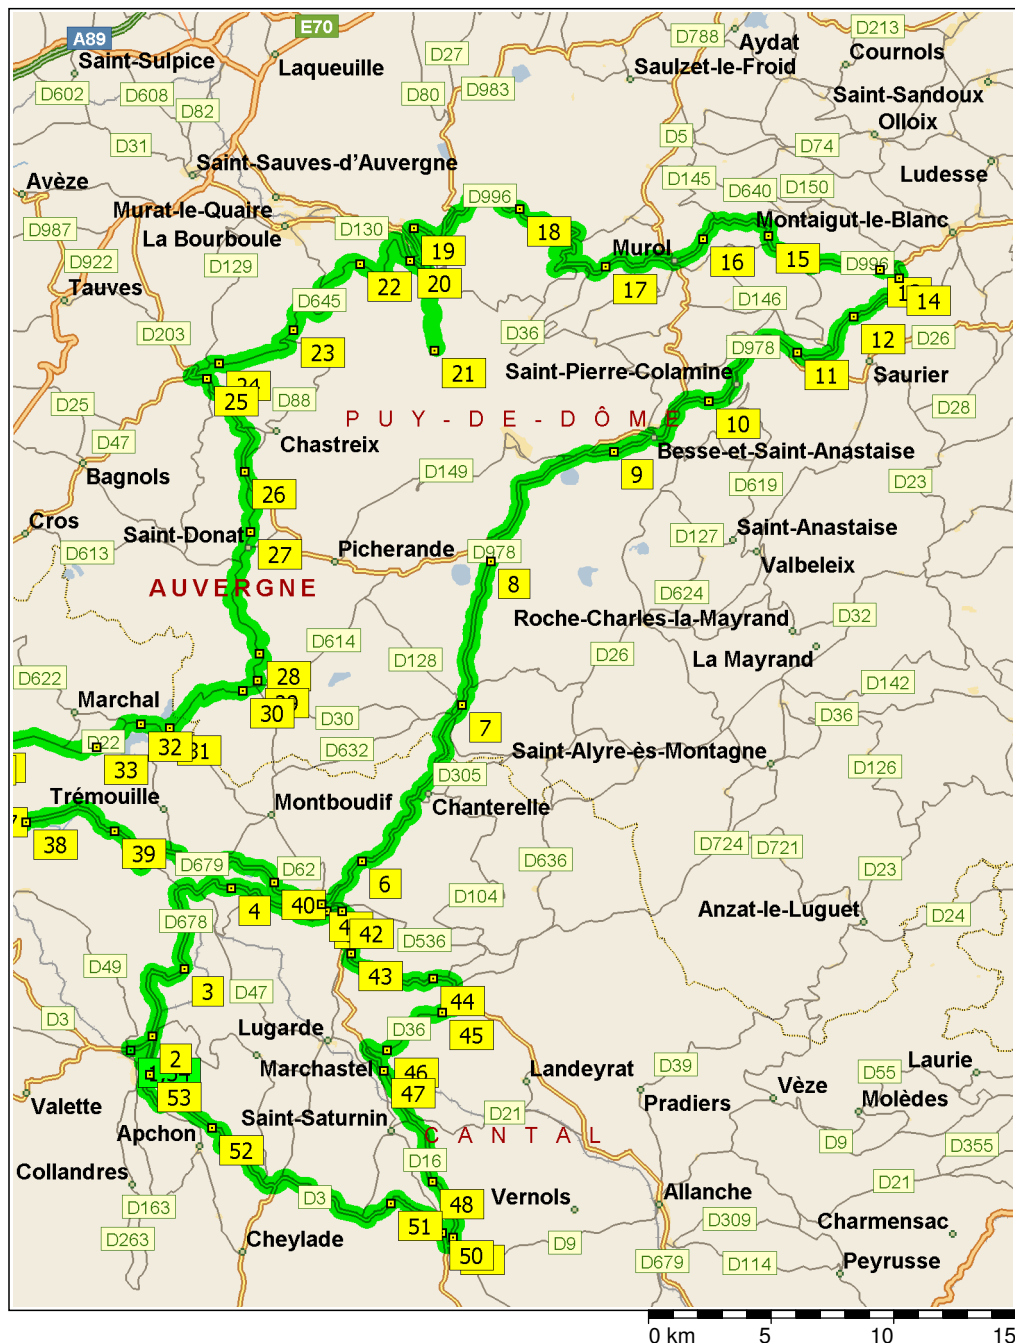 A89
E70
D788
Aydat
D213
Saint-Sulpice
Laqueuille
D27
Cournols
Saulzet-le-Froid
D602
D608
D82
D80
D983
Saint-Sandoux
Olloix
D31
D5
D74
Saint-Sauves-d'Auvergne
Ludesse
Avèze
D145
D640
D150
D996
Murat-le-Quaire
Montaigut-le-Blanc
D987
La Bourboule
D130
19
18
Murol
16
15
D922
D129
D996
22
20
17
14
Tauves
D645
D146
D203
D36
12
D26
23
D978
21
Saint-Pierre-Colamine
11
Saurier
24
25
D88
D25
PUY-DE-DÔME
10
D28
D47
Chastreix
Besse-et-Saint-Anastaise
9
Bagnols
D149
D619
D23
26
Cros
Saint-Donat
D127
Saint-Anastaise
D613
27
Picherande
D978
Valbeleix
8
AUVERGNE
D624
Roche-Charles-la-Mayrand
D32
D614
D128
D26
La Mayrand
D622
28
29
D142
Marchal
30
D30
7
D36
D22
32
31
D632
Saint-Alyre-ès-Montagne
33
D305
D126
Trémouille
Montboudif
Chanterelle
38
39
D724
D721
D679
D62
D636
D23
6
D104
4
40
Anzat-le-Luguet
D24
D678
42
D536
D49
3
D47
43
44
D3
Lugarde
D36
45
2
Marchastel
46
Landeyrat
D39
Laurie
D55
47
Vèze
53
Valette
Pradiers
Molèdes
Apchon
Saint-Saturnin
D21
CANTAL
D9
D355
52
Collandres
D16
D21
D163
D3
48
Vernols
Allanche
51
D309
Charmensac
D263
Cheylade
50
D9
D679
D114
Peyrusse
0 km
5
10
15